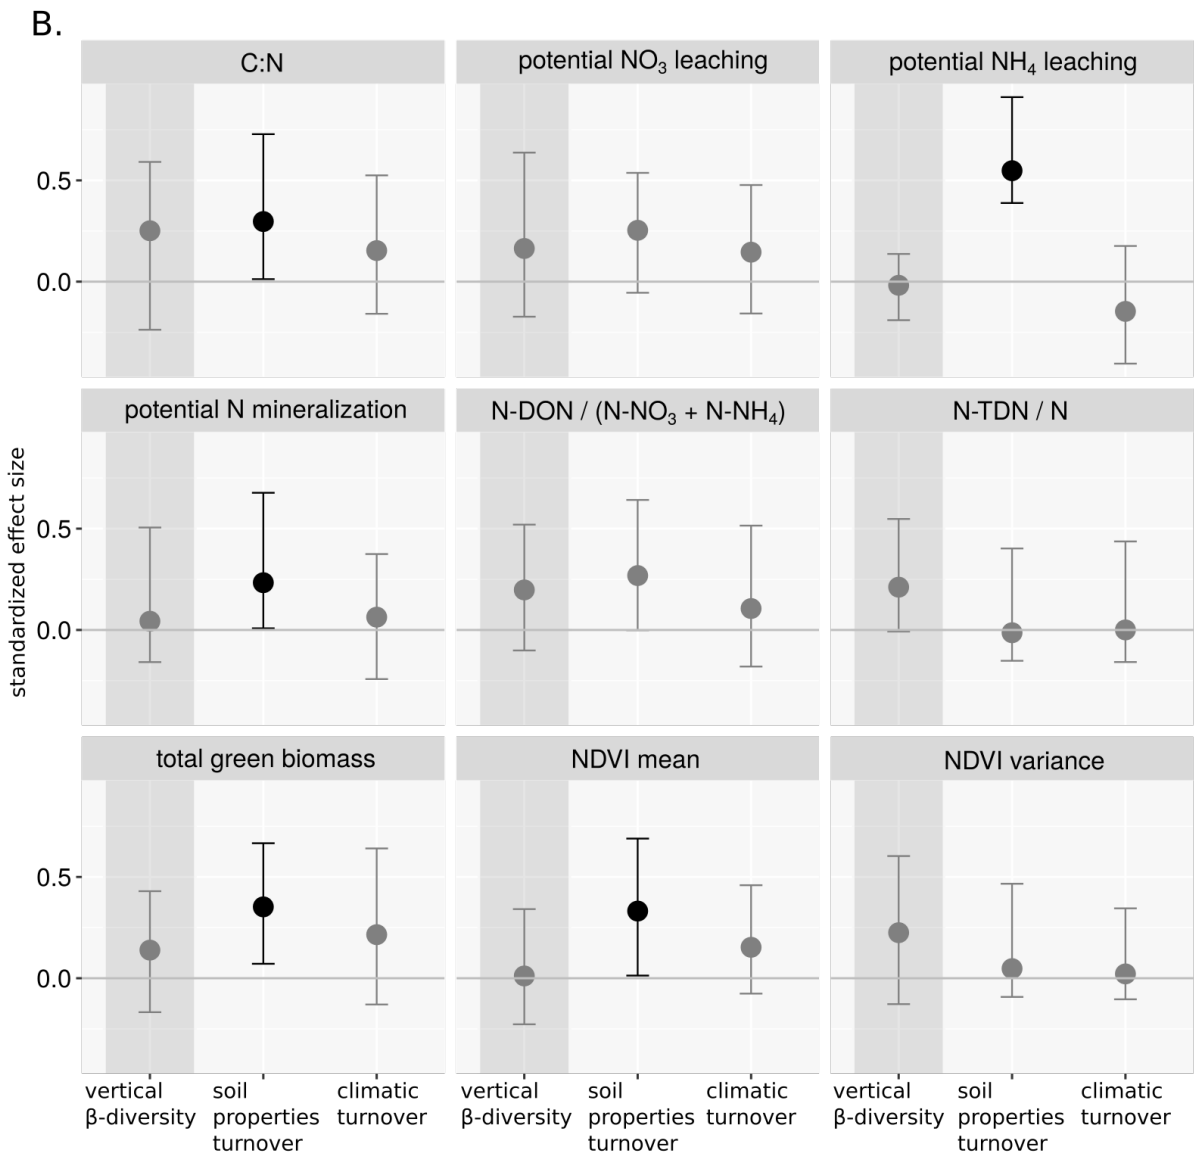 B.
C:N
potential NO₃ leaching
potential NH₄ leaching
0.5
0.0
potential N mineralization
N-DON / (N-NO₃ + N-NH₄)
N-TDN / N
standardized effect size
0.5
0.0
total green biomass
NDVI mean
NDVI variance
0.5
0.0
vertical
β-diversity
soil
properties
turnover
climatic
turnover
vertical
β-diversity
soil
properties
turnover
climatic
turnover
vertical
β-diversity
soil
properties
turnover
climatic
turnover